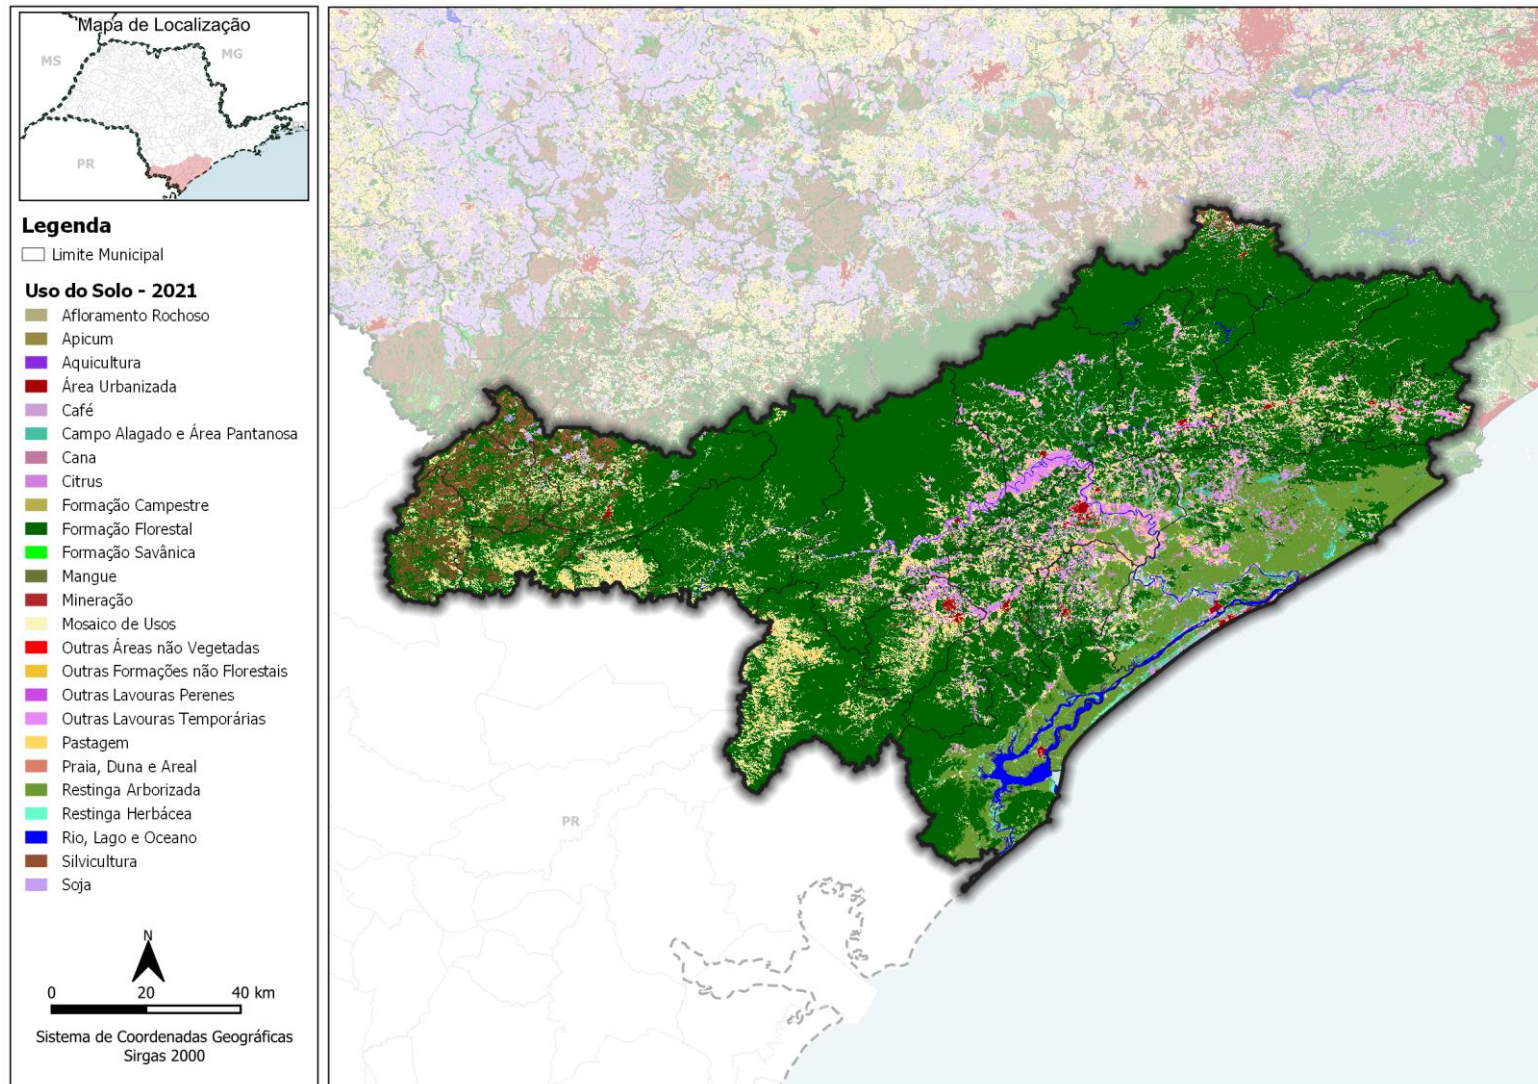 Mapa de Localização
MS
MG
PR
Legenda
Limite Municipal
Uso do Solo - 2021
Afloramento Rochoso
Apicum
Aquicultura
Área Urbanizada
Café
Campo Alagado e Área Pantanosa
Cana
Citrus
Formação Campestre
Formação Florestal
Formação Savânica
Mangue
Mineração
Mosaico de Usos
Outras Áreas não Vegetadas
Outras Formações não Florestais
Outras Lavouras Perenes
Outras Lavouras Temporárias
Pastagem
Praia, Duna e Areal
Restinga Arborizada
Restinga Herbácea
Rio, Lago e Oceano
Silvicultura
Soja
N
0 20 40 km
Sistema de Coordenadas Geográficas
Sirgas 2000
PR